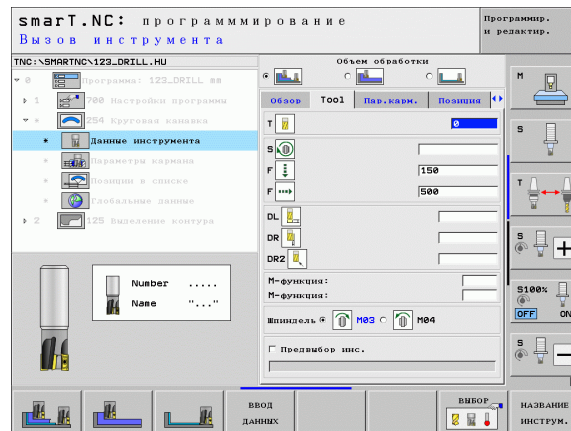 smarT.NC: программмирование
Вызов инструмента
Программир.
и редактир.
TNC:\SMARTNC\123_DRILL.HU
0 Программа: 123_DRILL мм
1 700 Настройки программы
254 Круговая канавка
* Данные инструмента
* Параметры кармана
* Позиции в списке
* Глобальные данные
2 125 Выделение контура
Number .....
Name "..."
Объем обработки
Обзор Tool Пар.карм. Позиция
T 0
S
F 150
F 500
DL
DR
DR2
М-функция:
М-функция:
Шпиндель M03 M04
Предвыбор инс.
M
S
T
S
S100%
OFF ON
S
ВВОД
ДАННЫХ
ВЫБОР
НАЗВАНИЕ
ИНСТРУМ.